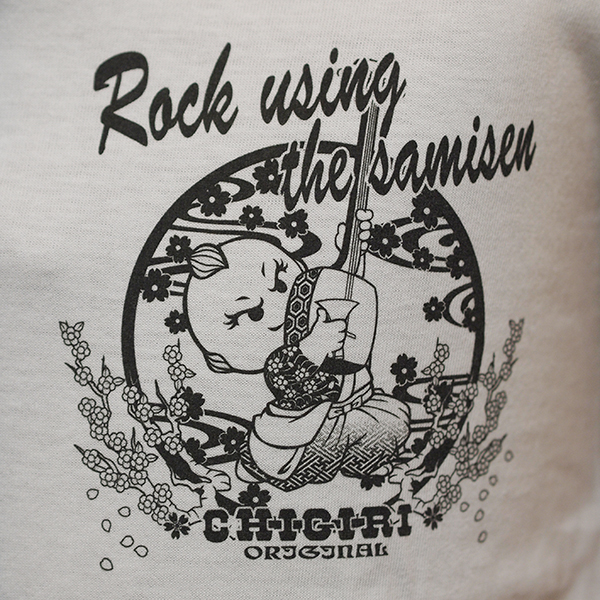 Rock using
the samisen
CHIGIRI
ORIGINAL